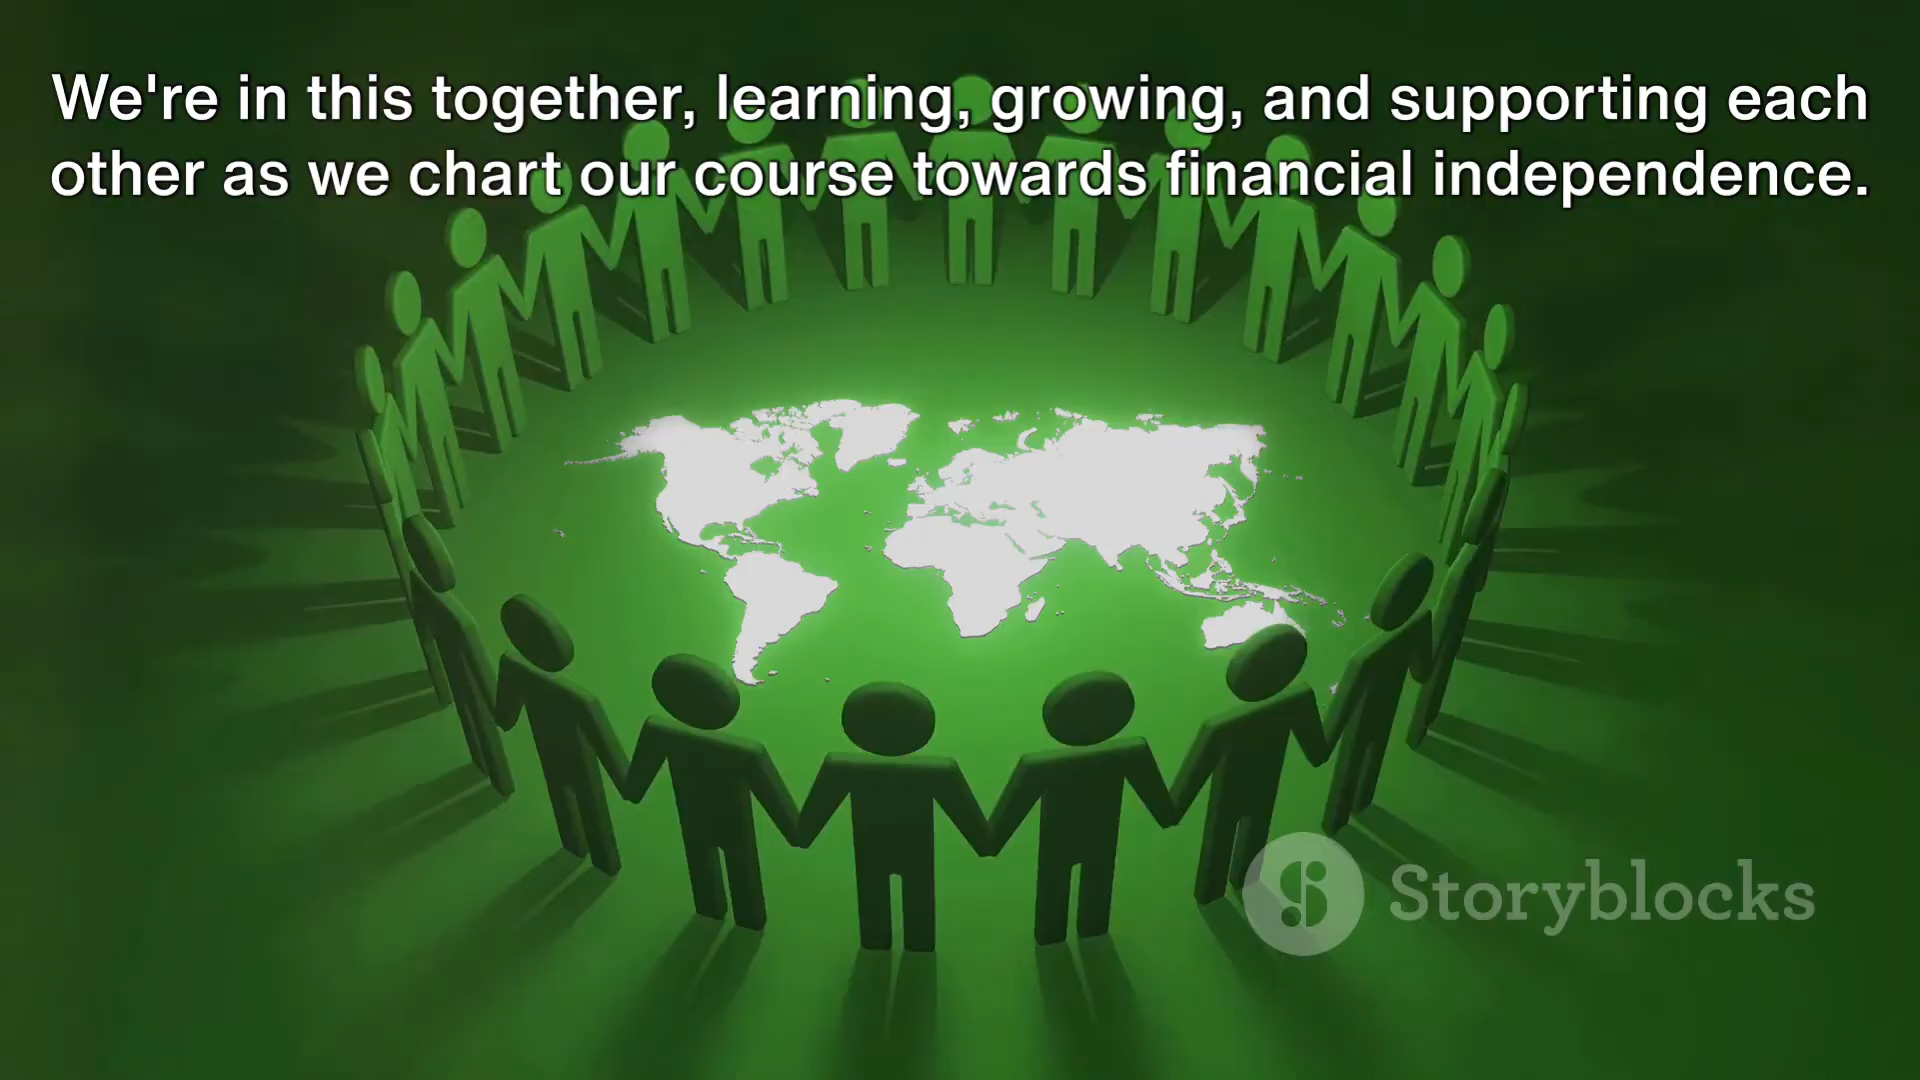 We're in this together, learning, growing, and supporting each
other as we chart our course towards financial independence.
Storyblocks